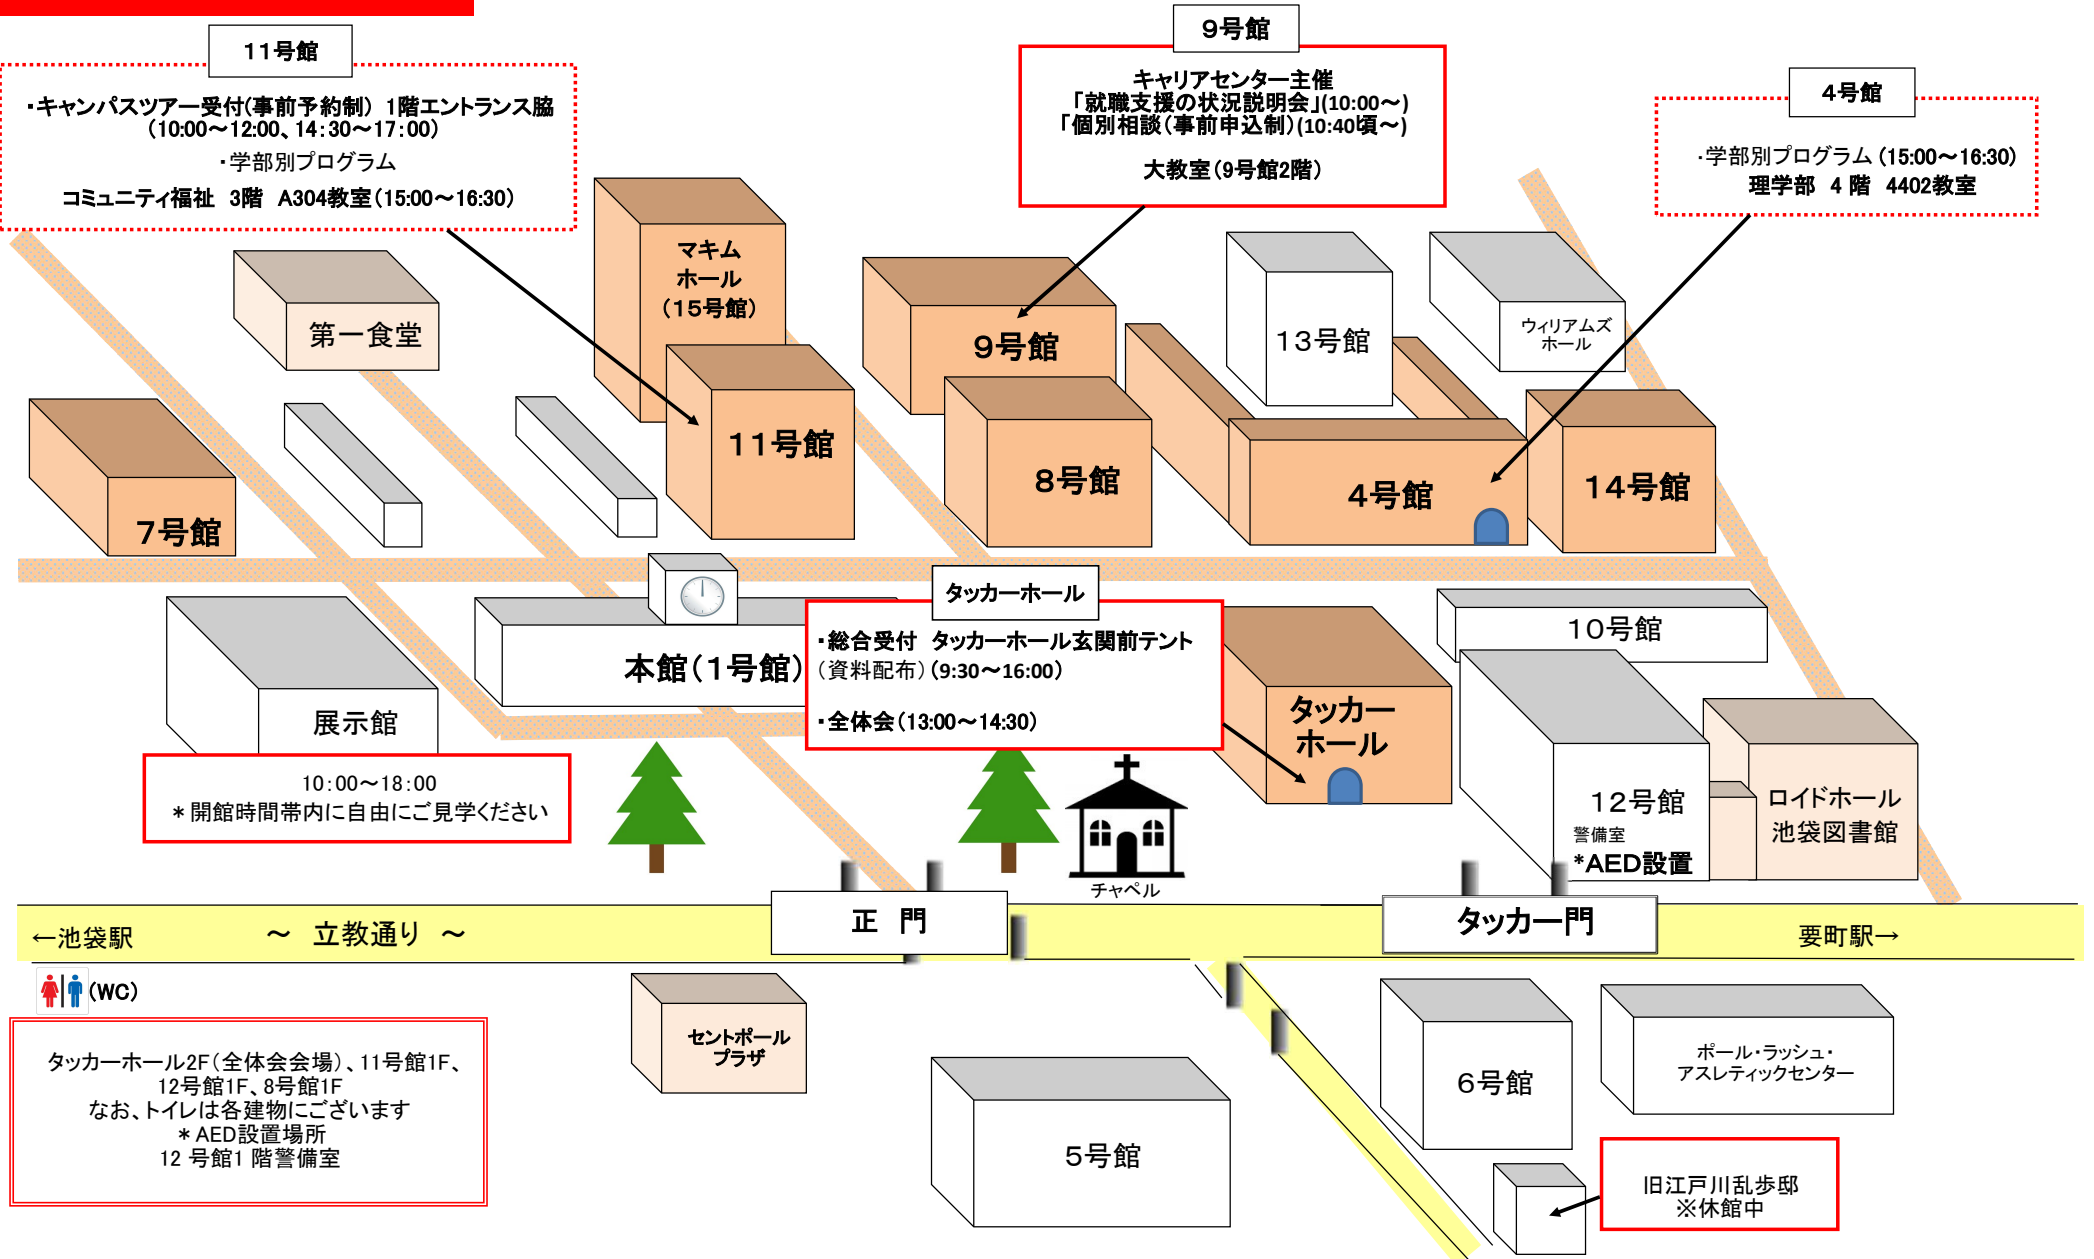 11号館
・キャンパスツアー受付(事前予約制) 1階エントランス脇
(10:00～12:00、14:30～17:00)
・学部別プログラム
コミュニティ福祉 3階 A304教室(15:00～16:30)
9号館
キャリアセンター主催
「就職支援の状況説明会」(10:00～)
「個別相談(事前申込制)(10:40頃～)
大教室(9号館2階)
4号館
・学部別プログラム (15:00～16:30)
理学部 4 階 4402教室
マキム
ホール
(15号館)
第一食堂
9号館
13号館
ウィリアムズ
ホール
11号館
8号館
4号館
14号館
7号館
タッカーホール
・総合受付 タッカーホール玄関前テント
(資料配布)(9:30～16:00)
・全体会(13:00～14:30)
本館(1号館)
10号館
展示館
タッカー
ホール
10:00～18:00
＊開館時間帯内に自由にご見学ください
12号館
警備室
*AED設置
ロイドホール
池袋図書館
チャペル
正 門
タッカー門
←池袋駅
～ 立教通り ～
要町駅→
(WC)
タッカーホール2F(全体会会場)、11号館1F、
12号館1F、8号館1F
なお、トイレは各建物にございます
＊AED設置場所
12 号館1 階警備室
セントポール
プラザ
5号館
6号館
ポール・ラッシュ・
アスレティックセンター
旧江戸川乱歩邸
※休館中